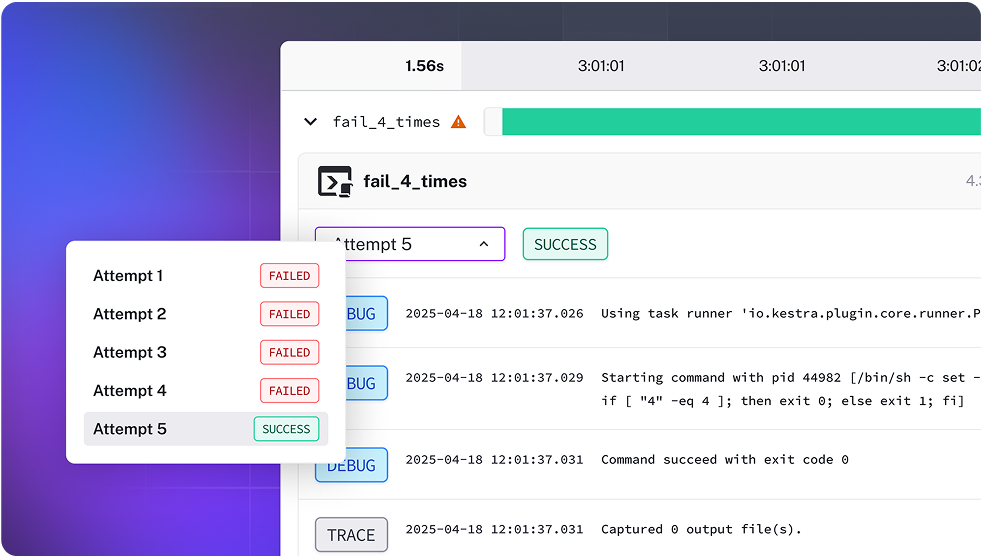 1.56s 3:01:01 3:01:01 3:01:02
fail_4_times
fail_4_times 4.3
Attempt 5 SUCCESS
Attempt 1 FAILED
Attempt 2 FAILED
Attempt 3 FAILED
Attempt 4 FAILED
Attempt 5 SUCCESS
BUG 2025-04-18 12:01:37.026 Using task runner 'io.kestra.plugin.core.runner.P
BUG 2025-04-18 12:01:37.029 Starting command with pid 44982 [/bin/sh -c set -
if [ "4" -eq 4 ]; then exit 0; else exit 1; fi]
DEBUG 2025-04-18 12:01:37.031 Command succeed with exit code 0
TRACE 2025-04-18 12:01:37.031 Captured 0 output file(s).